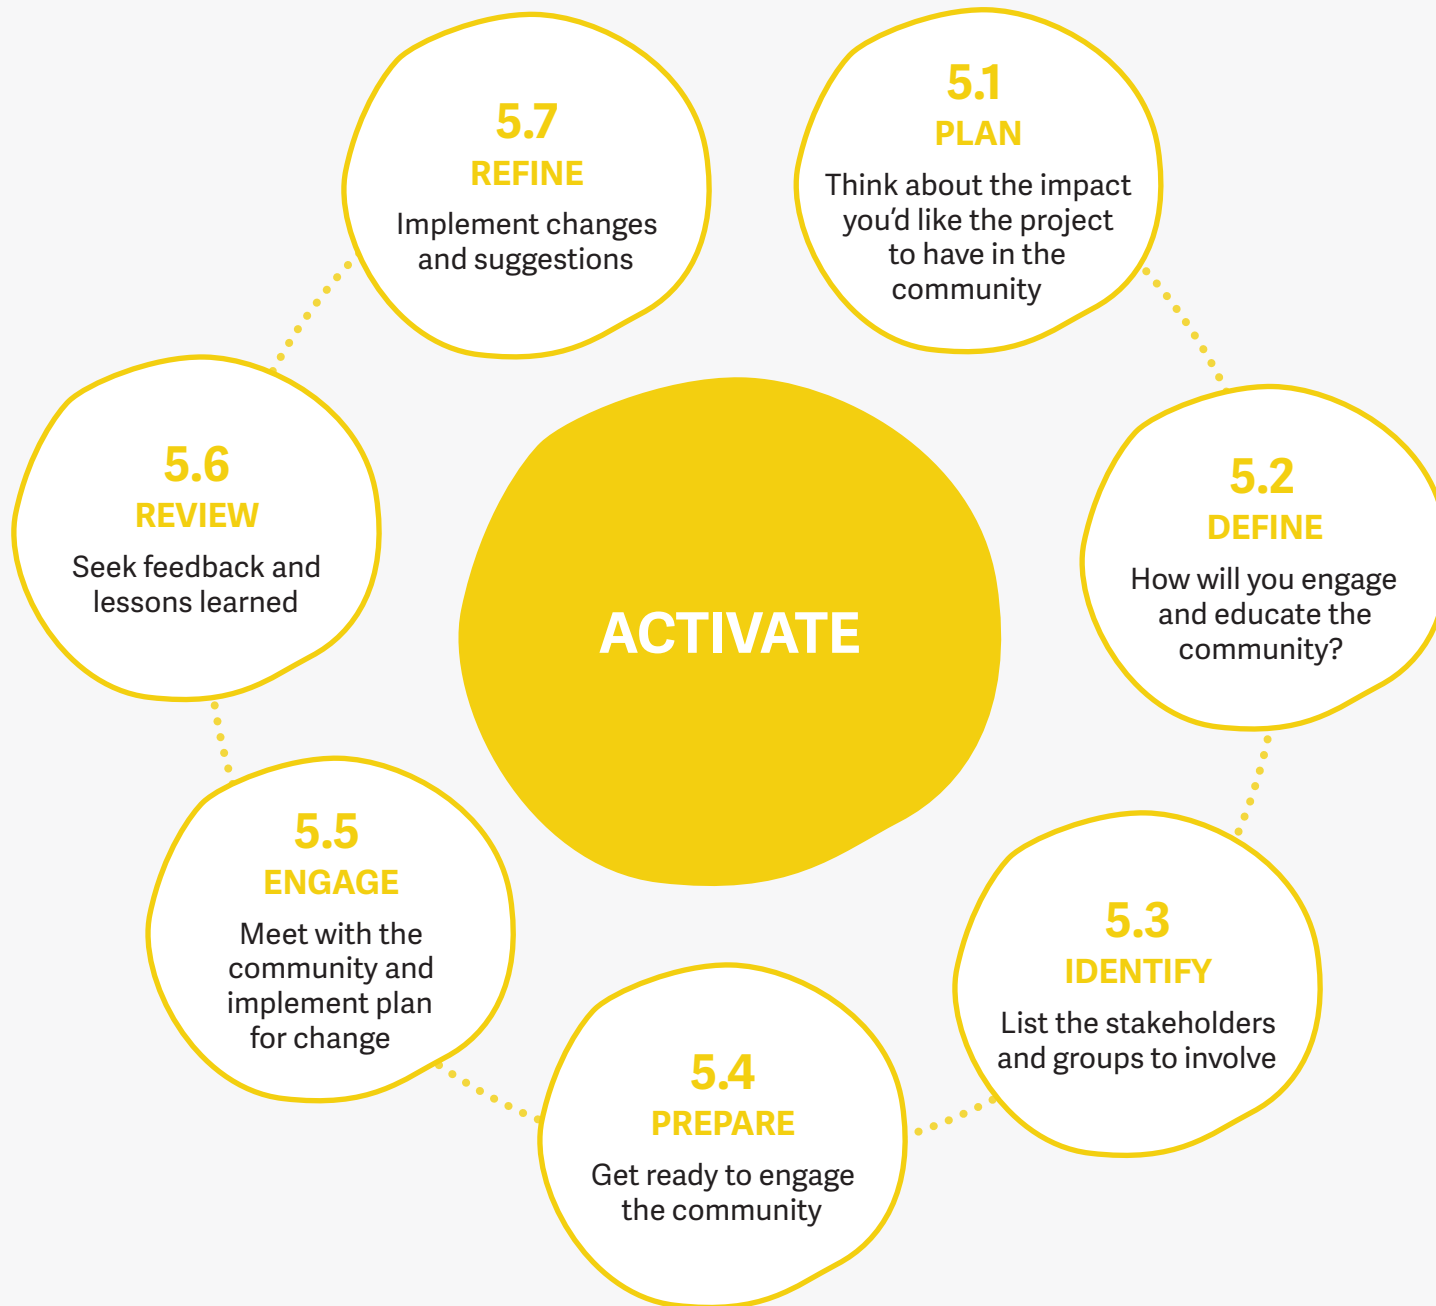 5.1
PLAN
Think about the impact
you’d like the project
to have in the
community
5.2
DEFINE
How will you engage
and educate the
community?
5.3
IDENTIFY
List the stakeholders
and groups to involve
5.4
PREPARE
Get ready to engage
the community
5.5
ENGAGE
Meet with the
community and
implement plan
for change
5.6
REVIEW
Seek feedback and
lessons learned
5.7
REFINE
Implement changes
and suggestions
ACTIVATE